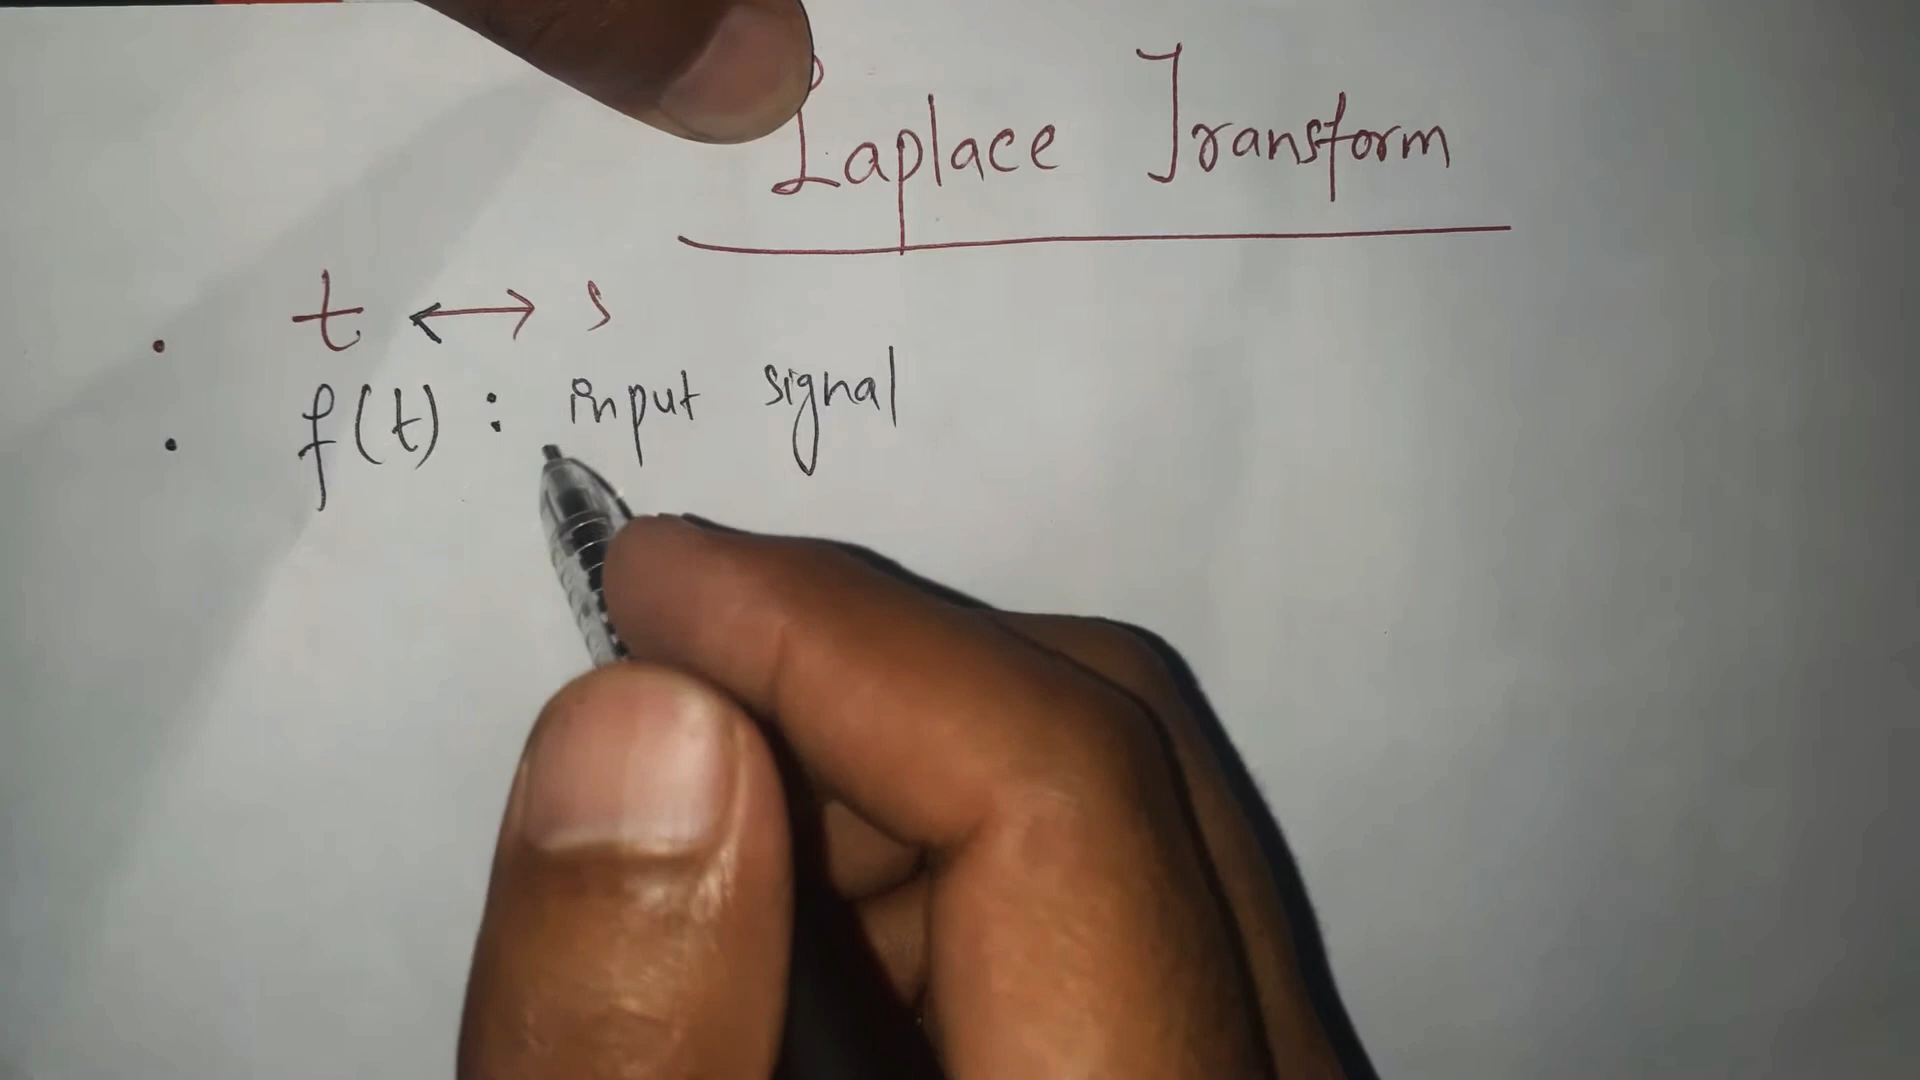 Laplace Transform
. t ↔ s
. f(t) : input signal